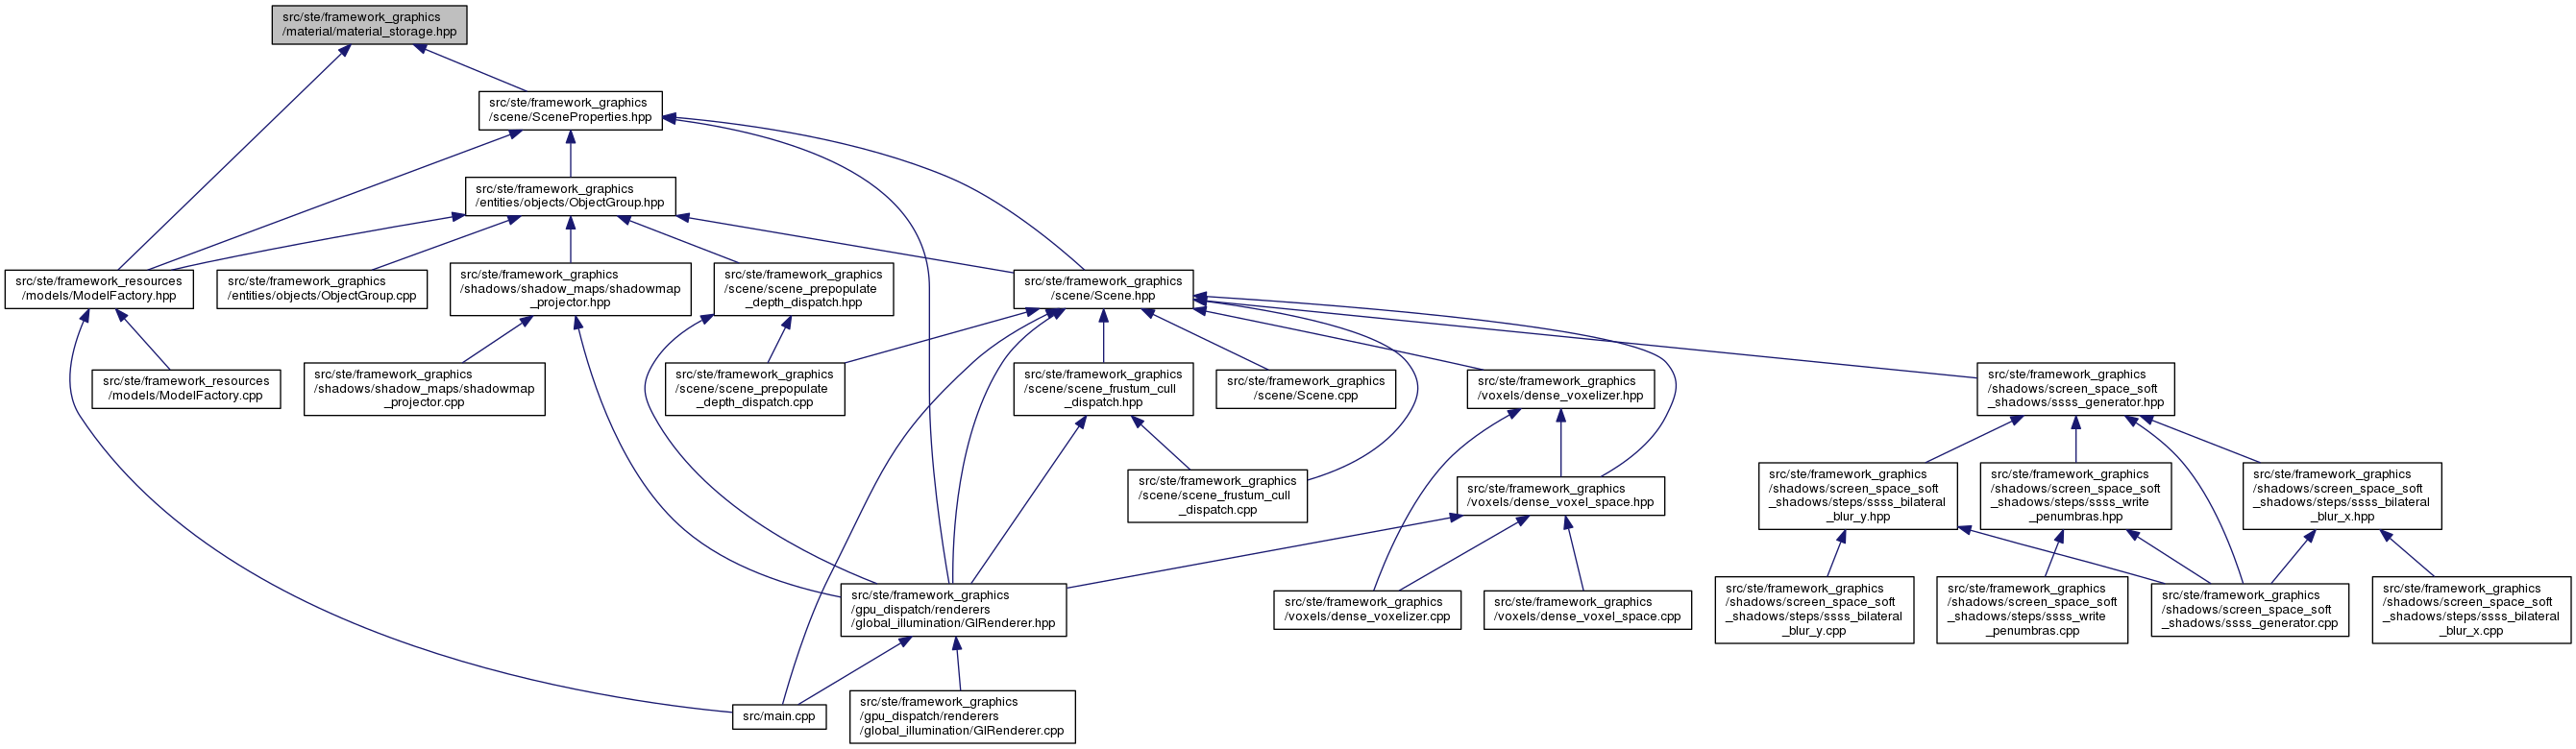 src/ste/framework_graphics
/material/material_storage.hpp
src/ste/framework_graphics
/scene/SceneProperties.hpp
src/ste/framework_graphics
/entities/objects/ObjectGroup.hpp
src/ste/framework_resources
/models/ModelFactory.hpp
src/ste/framework_graphics
/entities/objects/ObjectGroup.cpp
src/ste/framework_graphics
/shadows/shadow_maps/shadowmap
_projector.hpp
src/ste/framework_graphics
/scene/scene_prepopulate
_depth_dispatch.hpp
src/ste/framework_graphics
/scene/Scene.hpp
src/ste/framework_resources
/models/ModelFactory.cpp
src/ste/framework_graphics
/shadows/shadow_maps/shadowmap
_projector.cpp
src/ste/framework_graphics
/scene/scene_prepopulate
_depth_dispatch.cpp
src/ste/framework_graphics
/scene/scene_frustum_cull
_dispatch.hpp
src/ste/framework_graphics
/scene/Scene.cpp
src/ste/framework_graphics
/voxels/dense_voxelizer.hpp
src/ste/framework_graphics
/shadows/screen_space_soft
_shadows/ssss_generator.hpp
src/ste/framework_graphics
/scene/scene_frustum_cull
_dispatch.cpp
src/ste/framework_graphics
/voxels/dense_voxel_space.hpp
src/ste/framework_graphics
/shadows/screen_space_soft
_shadows/steps/ssss_bilateral
_blur_y.hpp
src/ste/framework_graphics
/shadows/screen_space_soft
_shadows/steps/ssss_write
_penumbras.hpp
src/ste/framework_graphics
/shadows/screen_space_soft
_shadows/steps/ssss_bilateral
_blur_x.hpp
src/ste/framework_graphics
/gpu_dispatch/renderers
/global_illumination/GIRenderer.hpp
src/ste/framework_graphics
/voxels/dense_voxelizer.cpp
src/ste/framework_graphics
/voxels/dense_voxel_space.cpp
src/ste/framework_graphics
/shadows/screen_space_soft
_shadows/steps/ssss_bilateral
_blur_y.cpp
src/ste/framework_graphics
/shadows/screen_space_soft
_shadows/steps/ssss_write
_penumbras.cpp
src/ste/framework_graphics
/shadows/screen_space_soft
_shadows/ssss_generator.cpp
src/ste/framework_graphics
/shadows/screen_space_soft
_shadows/steps/ssss_bilateral
_blur_x.cpp
src/main.cpp
src/ste/framework_graphics
/gpu_dispatch/renderers
/global_illumination/GIRenderer.cpp